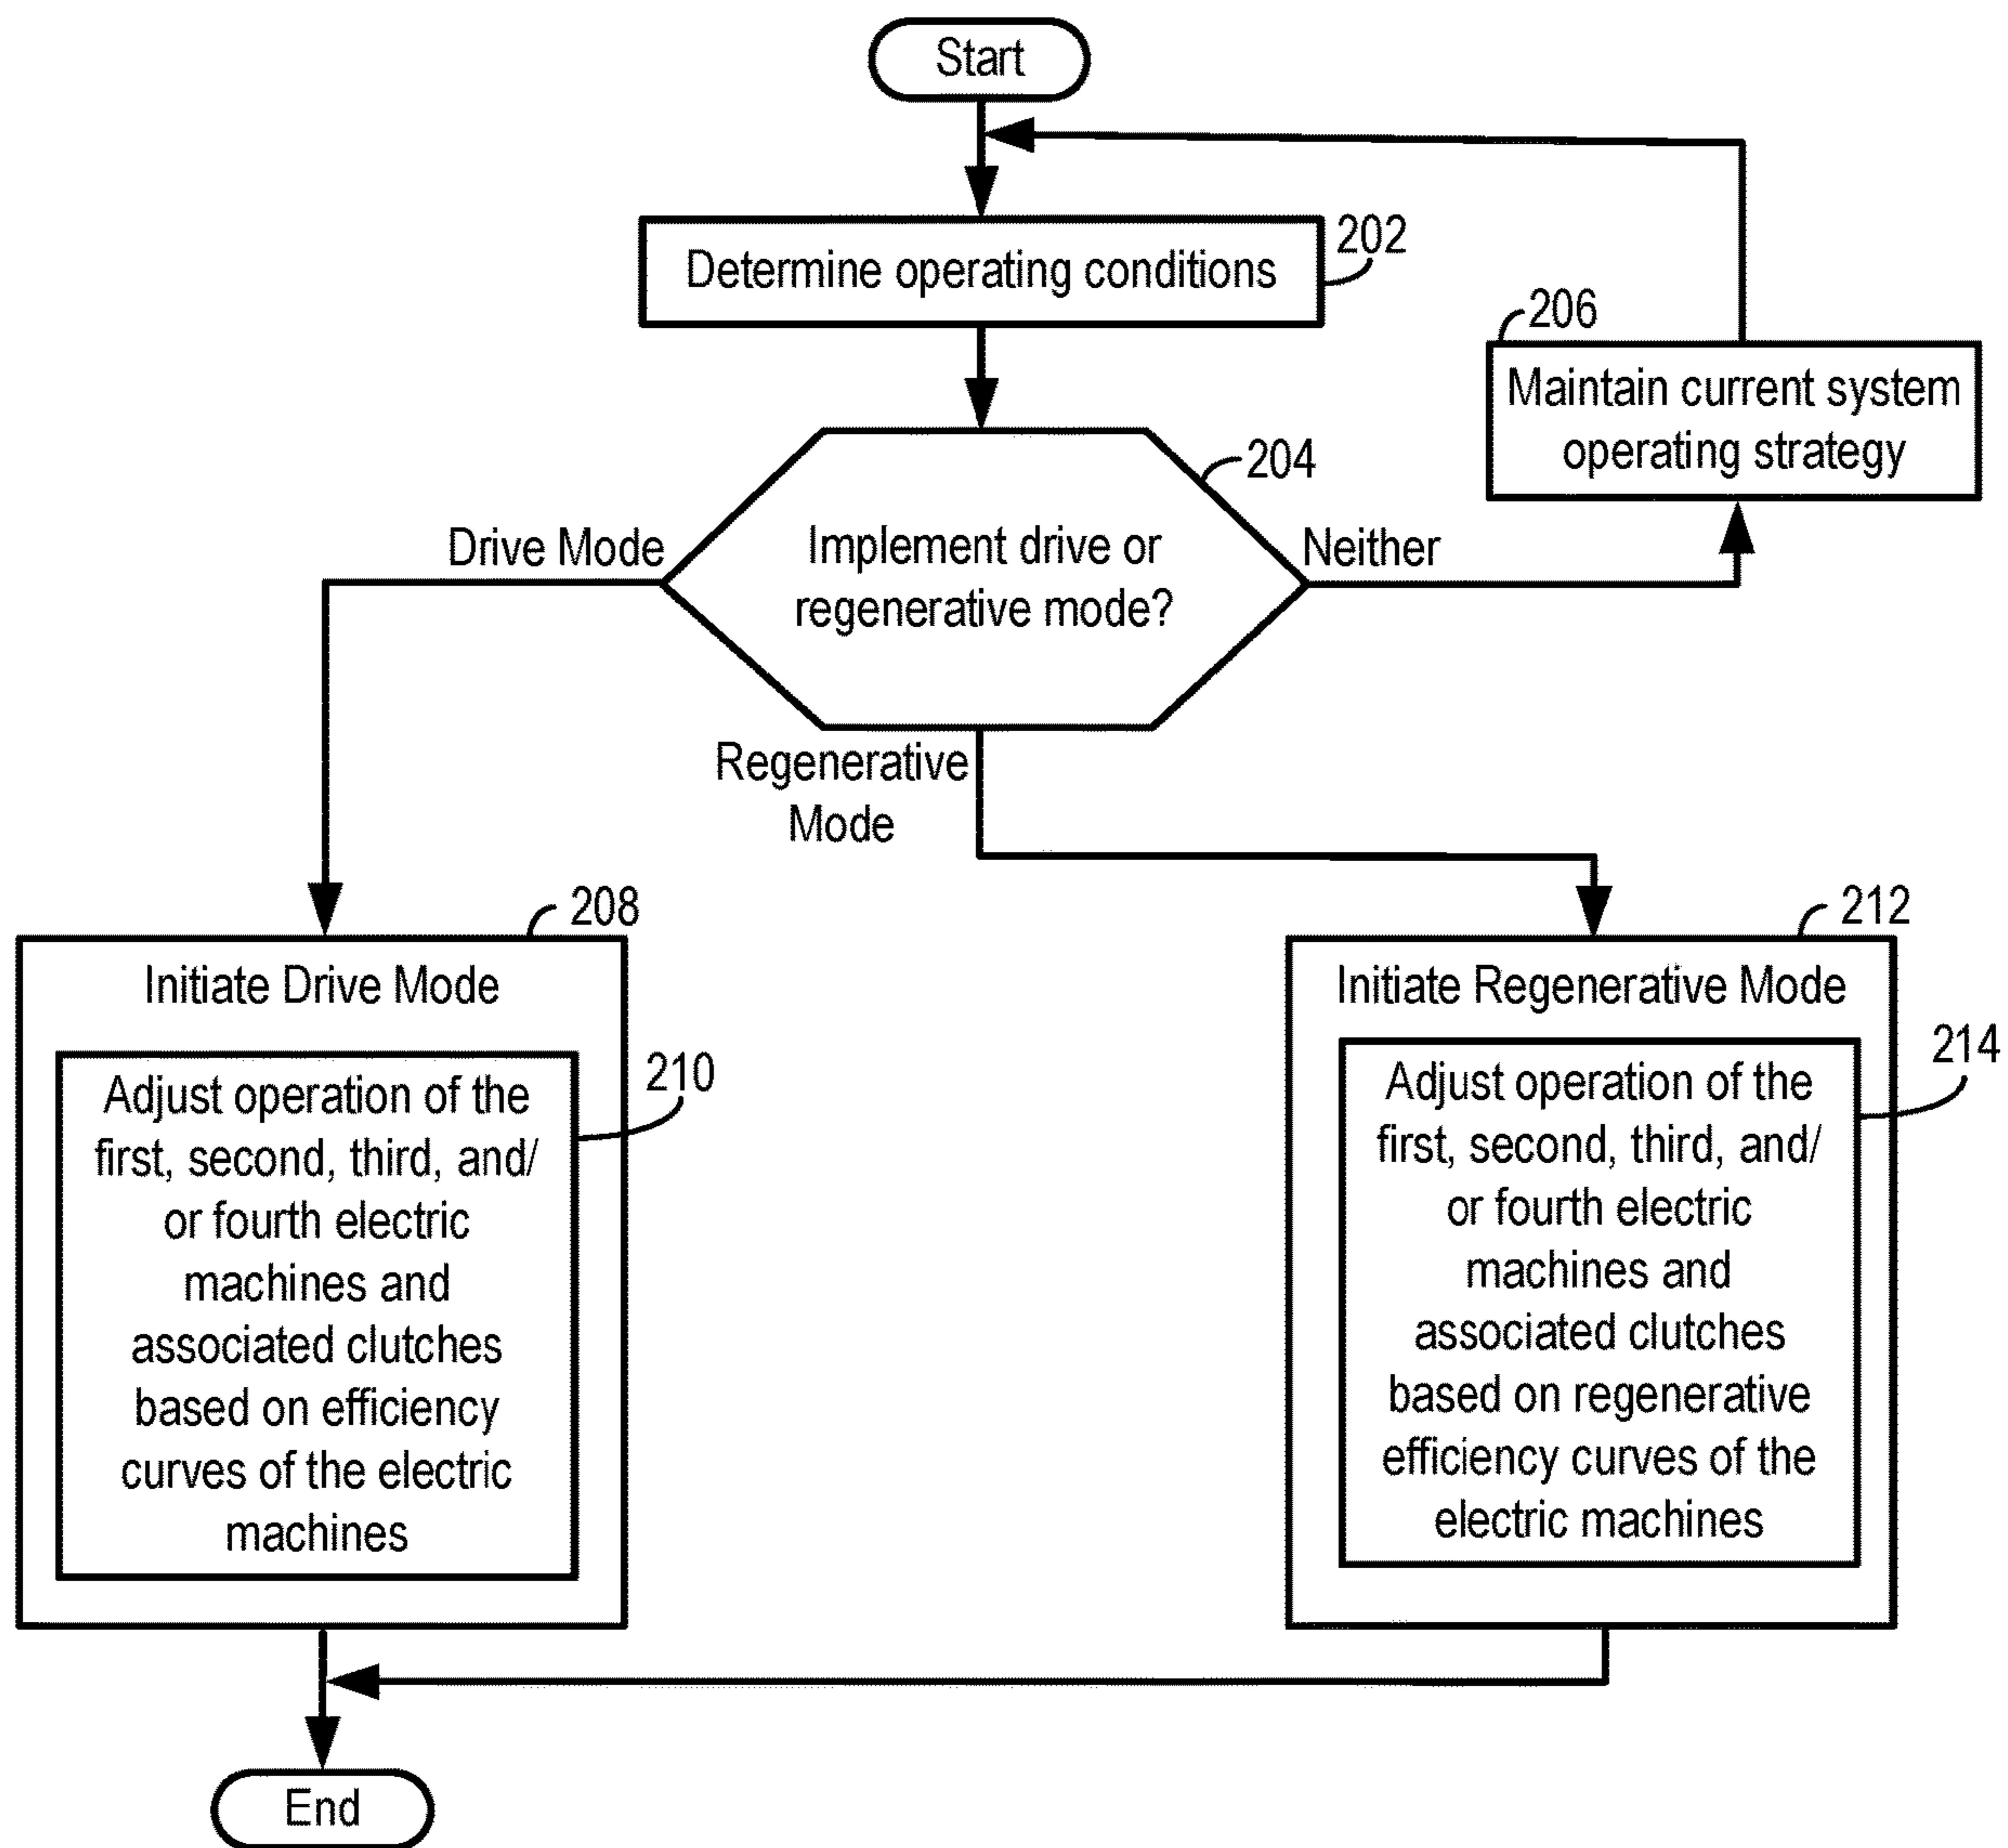 Start
Determine operating conditions
202
206
Maintain current system
operating strategy
204
Implement drive or
regenerative mode?
Drive Mode
Neither
Regenerative
Mode
208
Initiate Drive Mode
210
Adjust operation of the
first, second, third, and/
or fourth electric
machines and
associated clutches
based on efficiency
curves of the electric
machines
212
Initiate Regenerative Mode
214
Adjust operation of the
first, second, third, and/
or fourth electric
machines and
associated clutches
based on regenerative
efficiency curves of the
electric machines
End